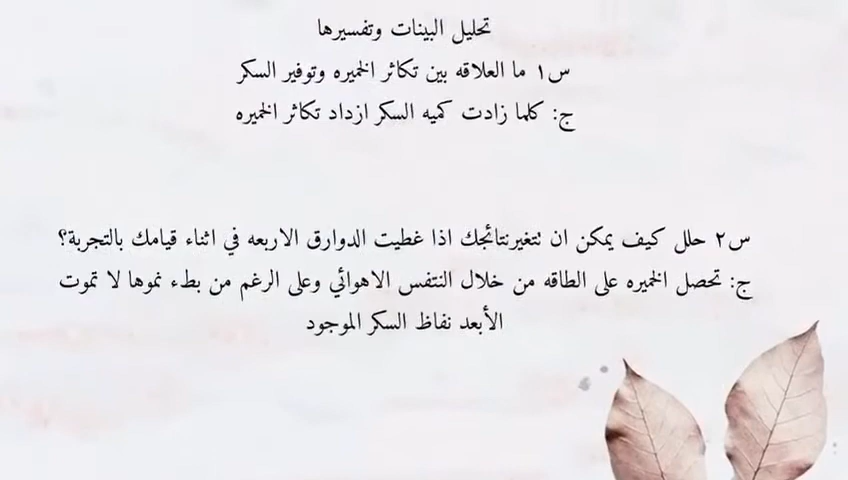 تحليل البينات وتفسيرها
س١ ما العلاقه بين تكاثر الخميره وتوفير السكر
ج: كلما زادت كميه السكر ازداد تكاثر الخميره
س٢ حلل كيف يمكن ان تتغيرنتائجك اذا غطيت الدوارق الاربعه في اثناء قيامك بالتجربة؟
ج: تحصل الخميره على الطاقه من خلال التنفس الاهوائي وعلى الرغم من بطء نموها لا تموت
الأبعد نفاظ السكر الموجود